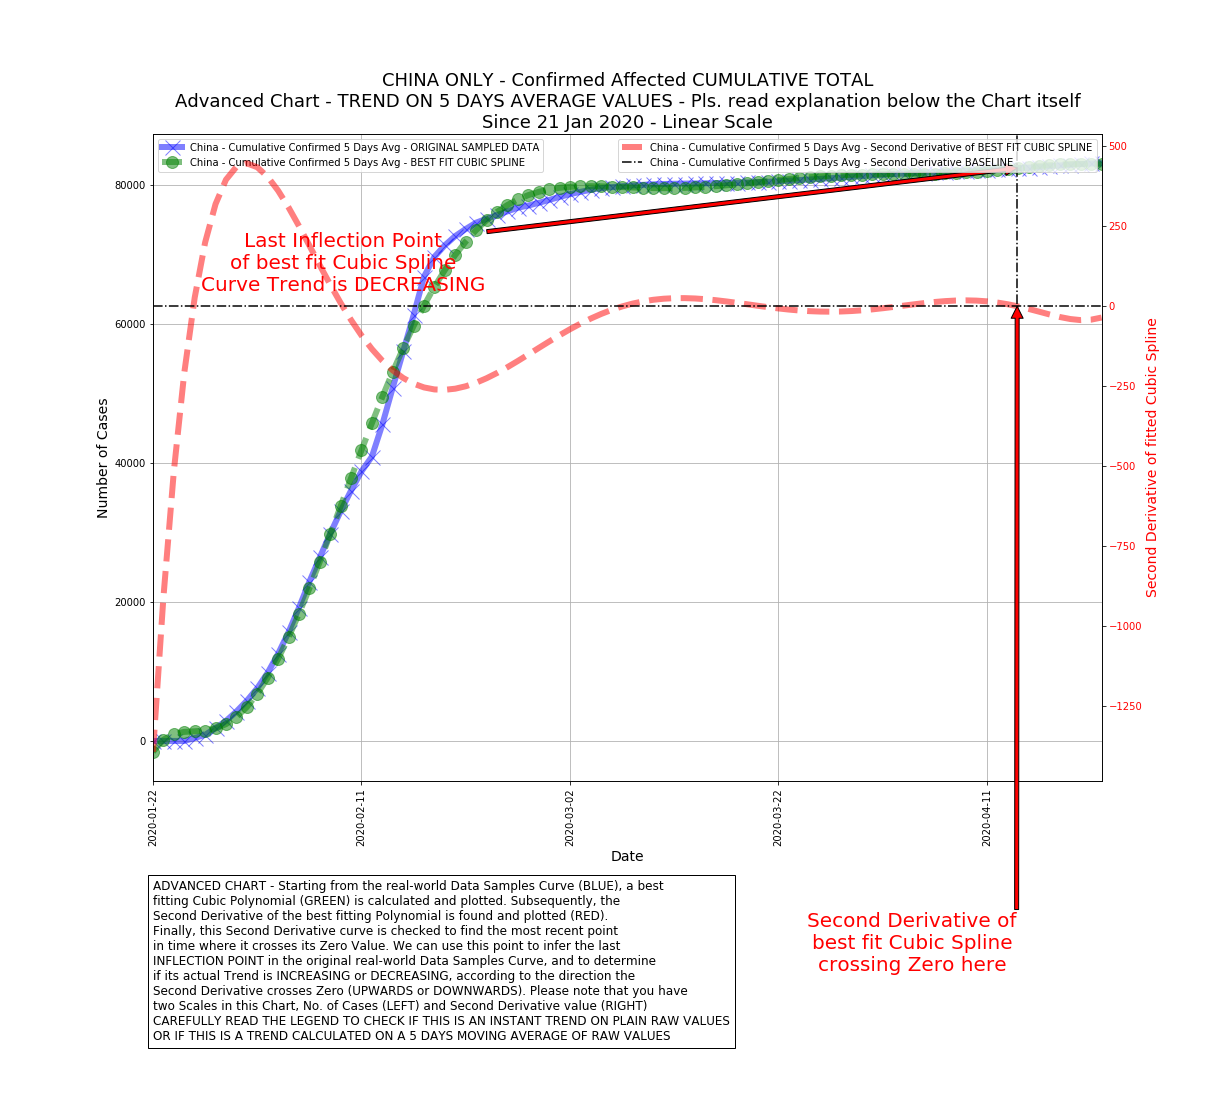 CHINA ONLY - Confirmed Affected CUMULATIVE TOTAL
Advanced Chart - TREND ON 5 DAYS AVERAGE VALUES - Pls. read explanation below the Chart itself
Since 21 Jan 2020 - Linear Scale
China - Cumulative Confirmed 5 Days Avg - ORIGINAL SAMPLED DATA
China - Cumulative Confirmed 5 Days Avg - BEST FIT CUBIC SPLINE
China - Cumulative Confirmed 5 Days Avg - Second Derivative of BEST FIT CUBIC SPLINE
China - Cumulative Confirmed 5 Days Avg - Second Derivative BASELINE
Last Inflection Point
of best fit Cubic Spline
Curve Trend is DECREASING
Number of Cases
80000
60000
40000
20000
0
500
250
0
−250
−500
−750
−1000
−1250
Second Derivative of fitted Cubic Spline
2020-01-22
2020-02-11
2020-03-02
2020-03-22
2020-04-11
Date
ADVANCED CHART - Starting from the real-world Data Samples Curve (BLUE), a best
fitting Cubic Polynomial (GREEN) is calculated and plotted. Subsequently, the
Second Derivative of the best fitting Polynomial is found and plotted (RED).
Finally, this Second Derivative curve is checked to find the most recent point
in time where it crosses its Zero Value. We can use this point to infer the last
INFLECTION POINT in the original real-world Data Samples Curve, and to determine
if its actual Trend is INCREASING or DECREASING, according to the direction the
Second Derivative crosses Zero (UPWARDS or DOWNWARDS). Please note that you have
two Scales in this Chart, No. of Cases (LEFT) and Second Derivative value (RIGHT)
CAREFULLY READ THE LEGEND TO CHECK IF THIS IS AN INSTANT TREND ON PLAIN RAW VALUES
OR IF THIS IS A TREND CALCULATED ON A 5 DAYS MOVING AVERAGE OF RAW VALUES
Second Derivative of
best fit Cubic Spline
crossing Zero here